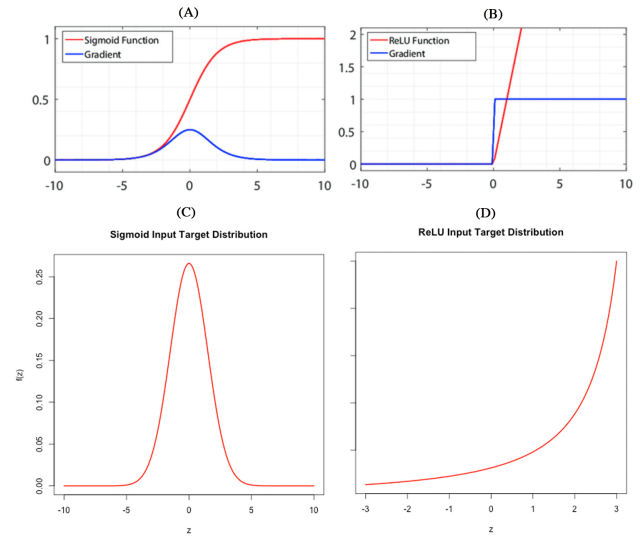 (A)
Sigmoid Function
Gradient
1
0.5
0
-10
-5
0
5
10
(B)
ReLU Function
Gradient
2
1.5
1
0.5
0
-10
-5
0
5
10
(C)
Sigmoid Input Target Distribution
f(z)
0.25
0.20
0.15
0.10
0.05
0.00
-10
-5
0
5
10
z
(D)
ReLU Input Target Distribution
-3
-2
-1
0
1
2
3
z